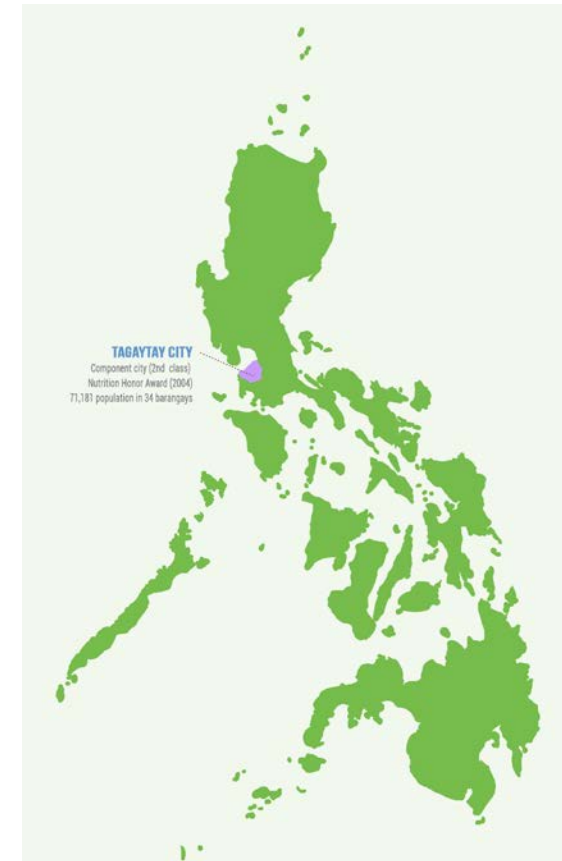 TAGAYTAY CITY
Component city (2nd class)
Nutrition Honor Award (2004)
71,181 population in 34 barangays